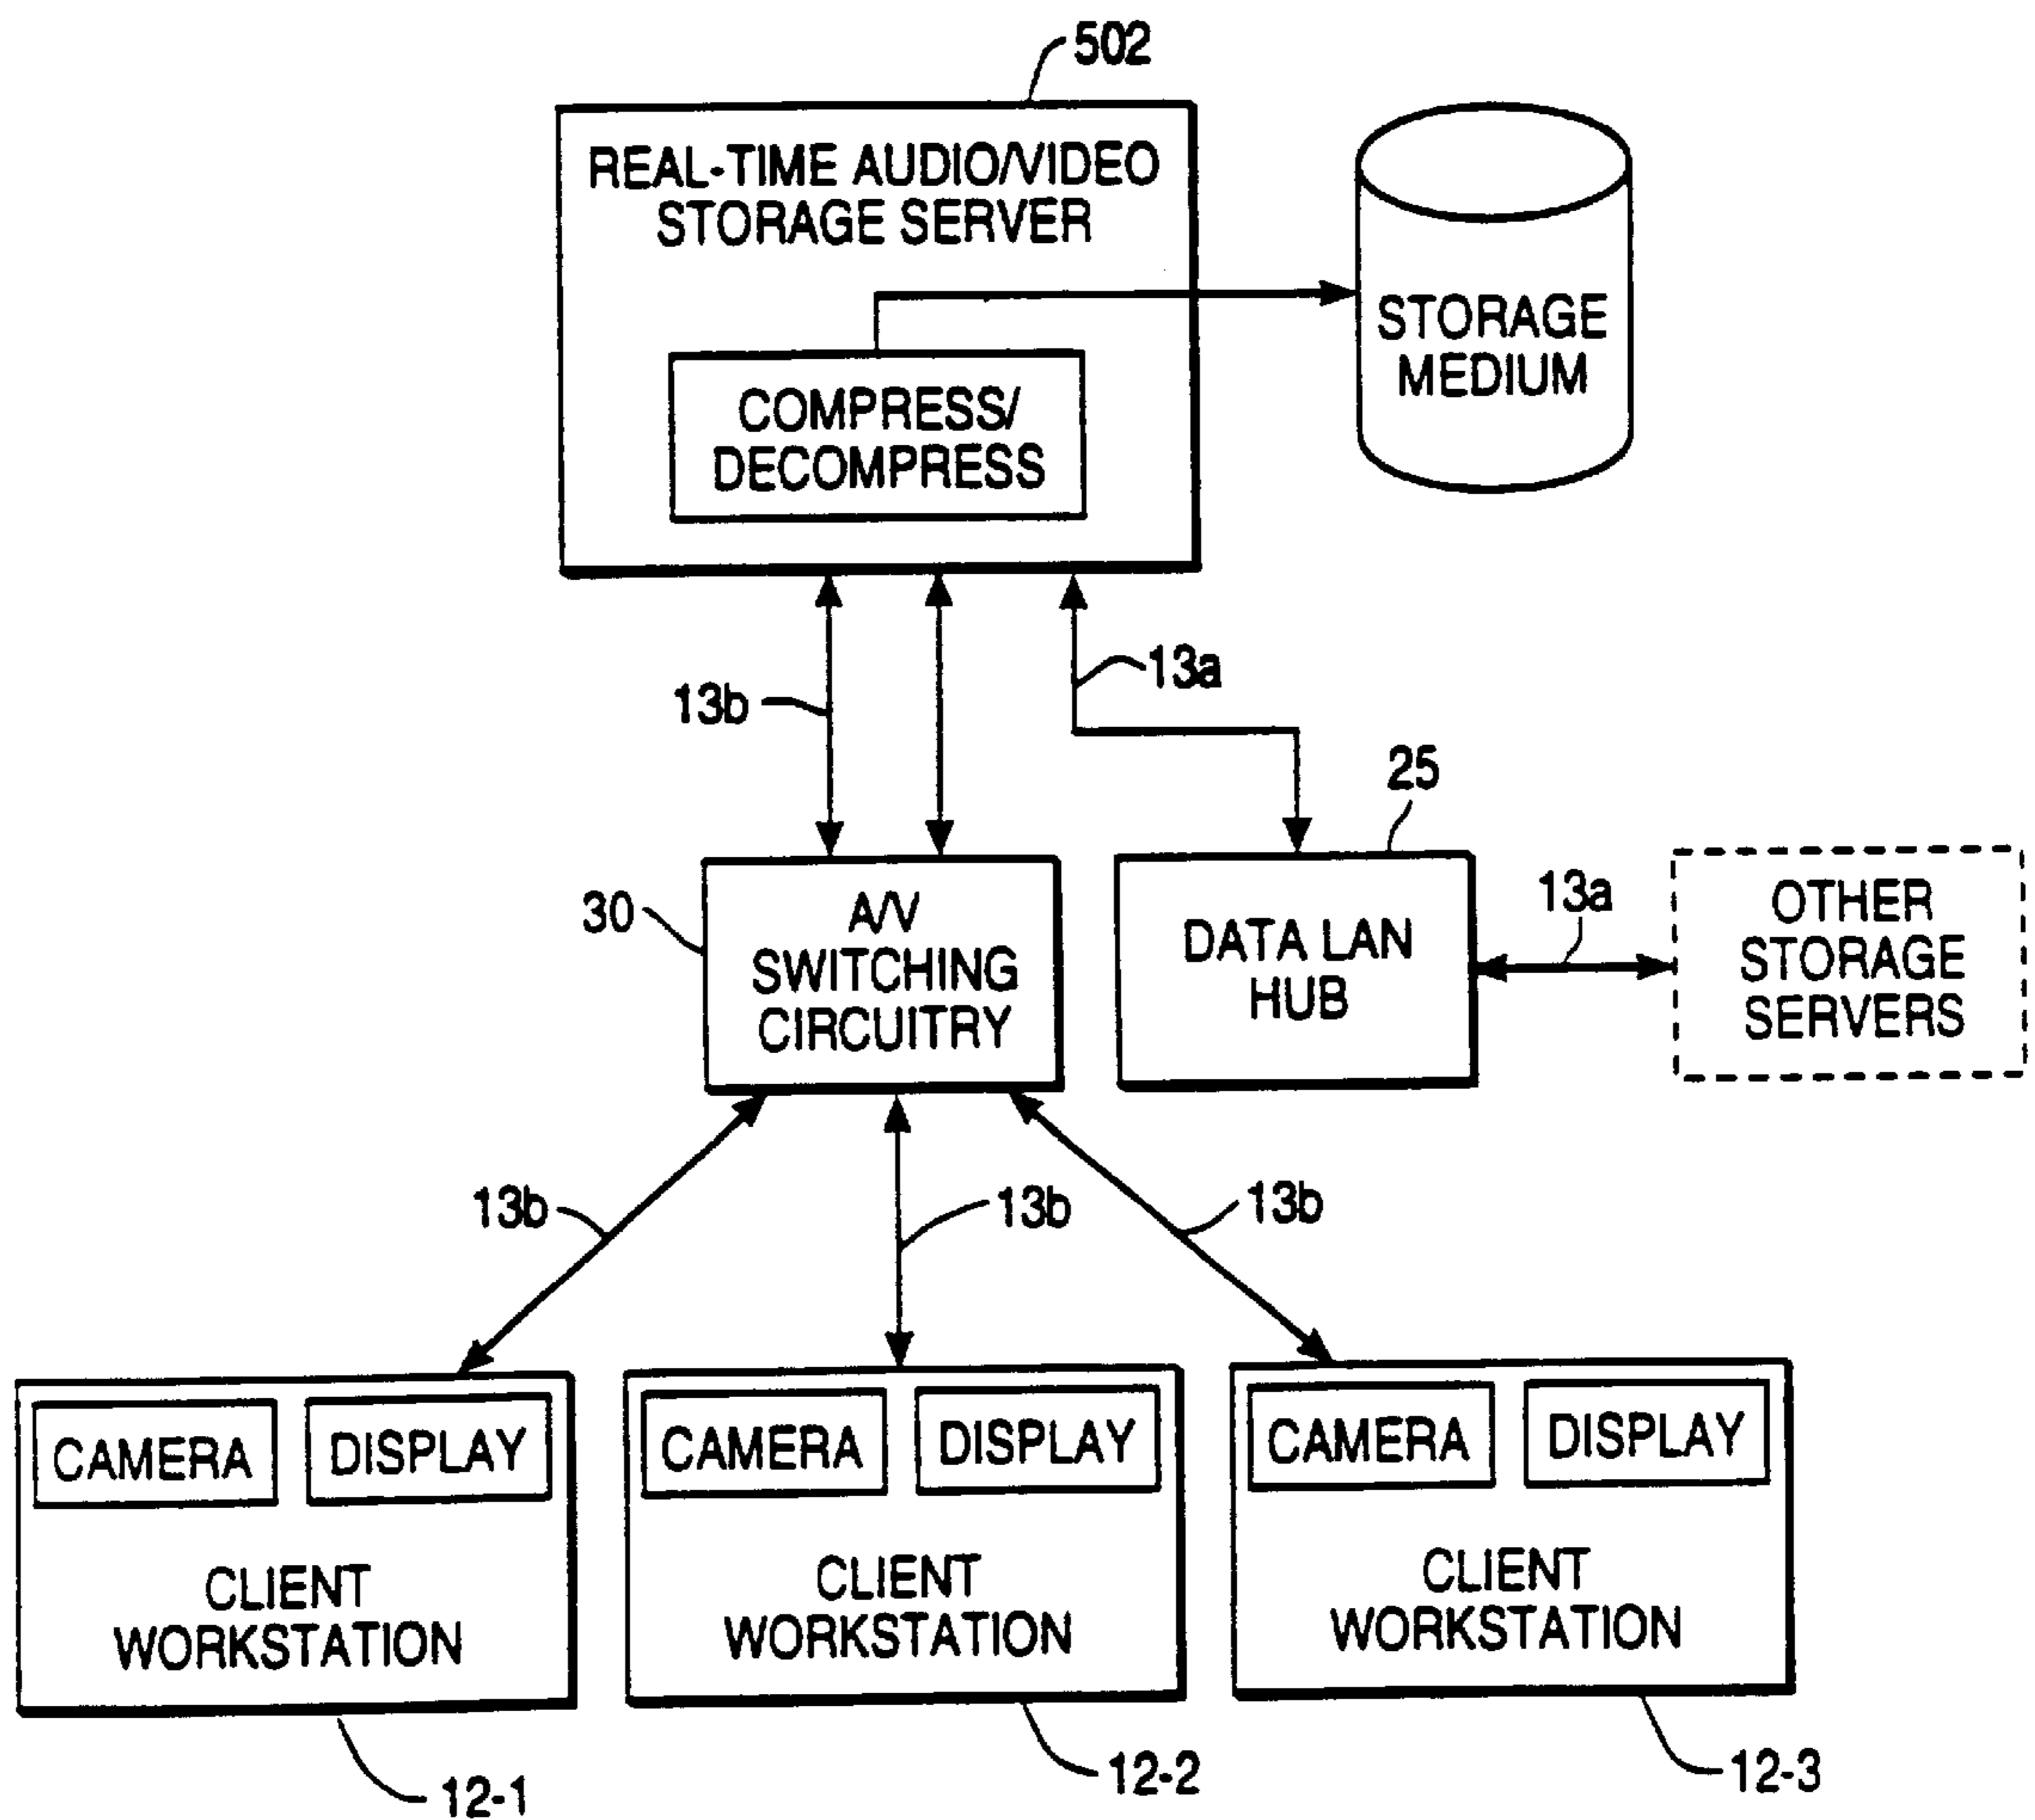 502
REAL-TIME AUDIO/VIDEO
STORAGE SERVER
COMPRESS/
DECOMPRESS
STORAGE
MEDIUM
13b
13a
25
30
A/V
SWITCHING
CIRCUITRY
DATA LAN
HUB
13a
OTHER
STORAGE
SERVERS
13b
13b
13b
CAMERA
DISPLAY
CLIENT
WORKSTATION
CAMERA
DISPLAY
CLIENT
WORKSTATION
CAMERA
DISPLAY
CLIENT
WORKSTATION
12-1
12-2
12-3